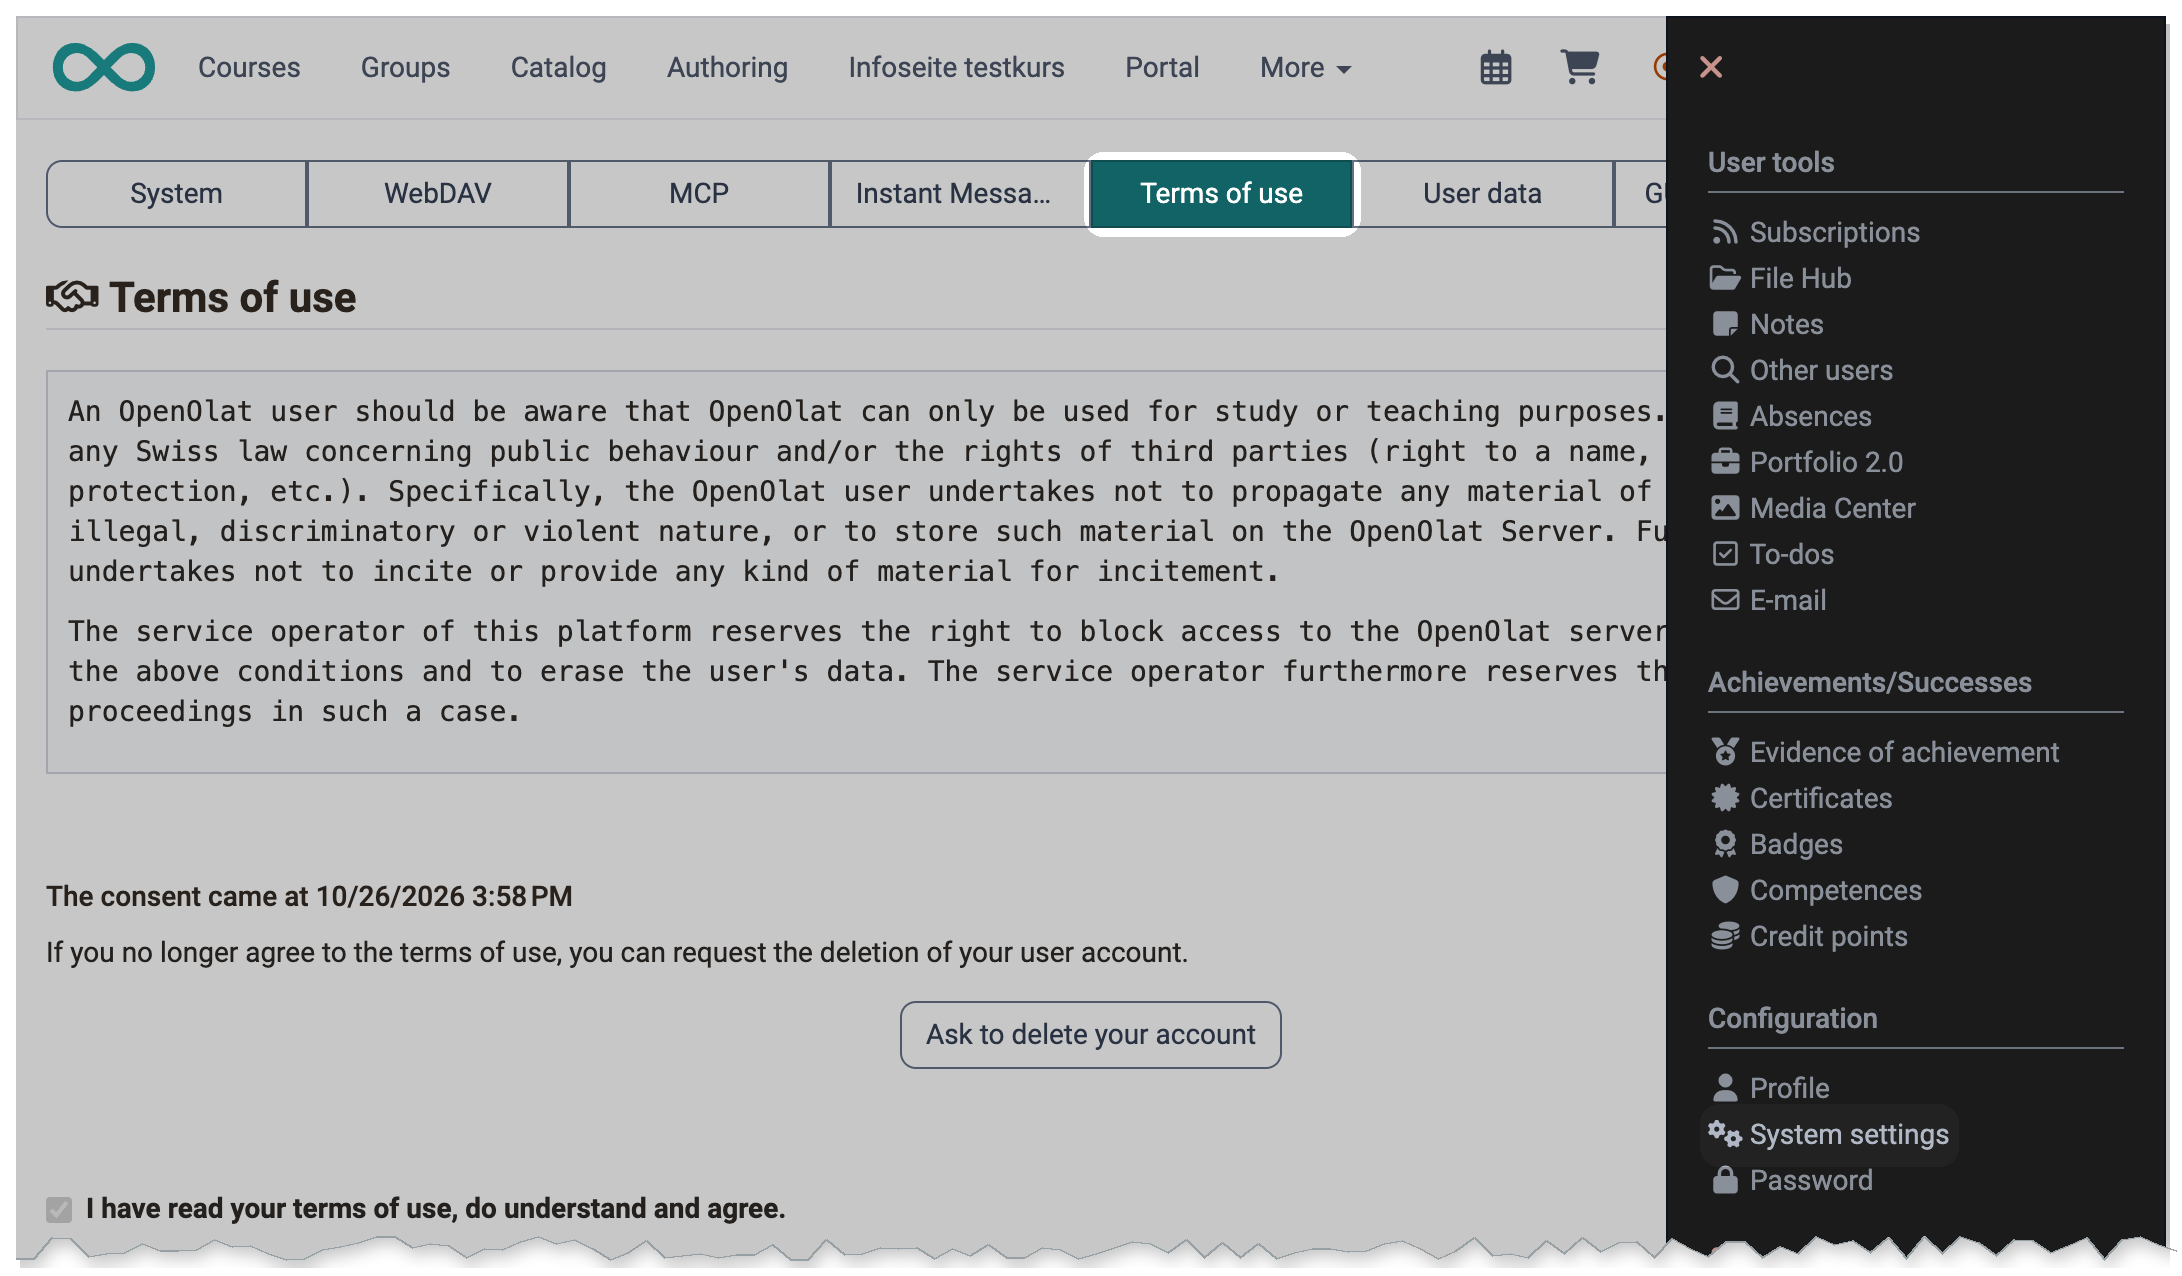 Courses Groups Catalog Authoring Infoseite testkurs Portal More
System WebDAV MCP Instant Messa... Terms of use User data
Terms of use
An OpenOlat user should be aware that OpenOlat can only be used for study or teaching purposes.
any Swiss law concerning public behaviour and/or the rights of third parties (right to a name,
protection, etc.). Specifically, the OpenOlat user undertakes not to propagate any material of
illegal, discriminatory or violent nature, or to store such material on the OpenOlat Server.
undertakes not to incite or provide any kind of material for incitement.
The service operator of this platform reserves the right to block access to the OpenOlat server
the above conditions and to erase the user's data. The service operator furthermore reserves
proceedings in such a case.
The consent came at 10/26/2026 3:58 PM
If you no longer agree to the terms of use, you can request the deletion of your user account.
Ask to delete your account
I have read your terms of use, do understand and agree.
User tools
Subscriptions
File Hub
Notes
Other users
Absences
Portfolio 2.0
Media Center
To-dos
E-mail
Achievements/Successes
Evidence of achievement
Certificates
Badges
Competences
Credit points
Configuration
Profile
System settings
Password